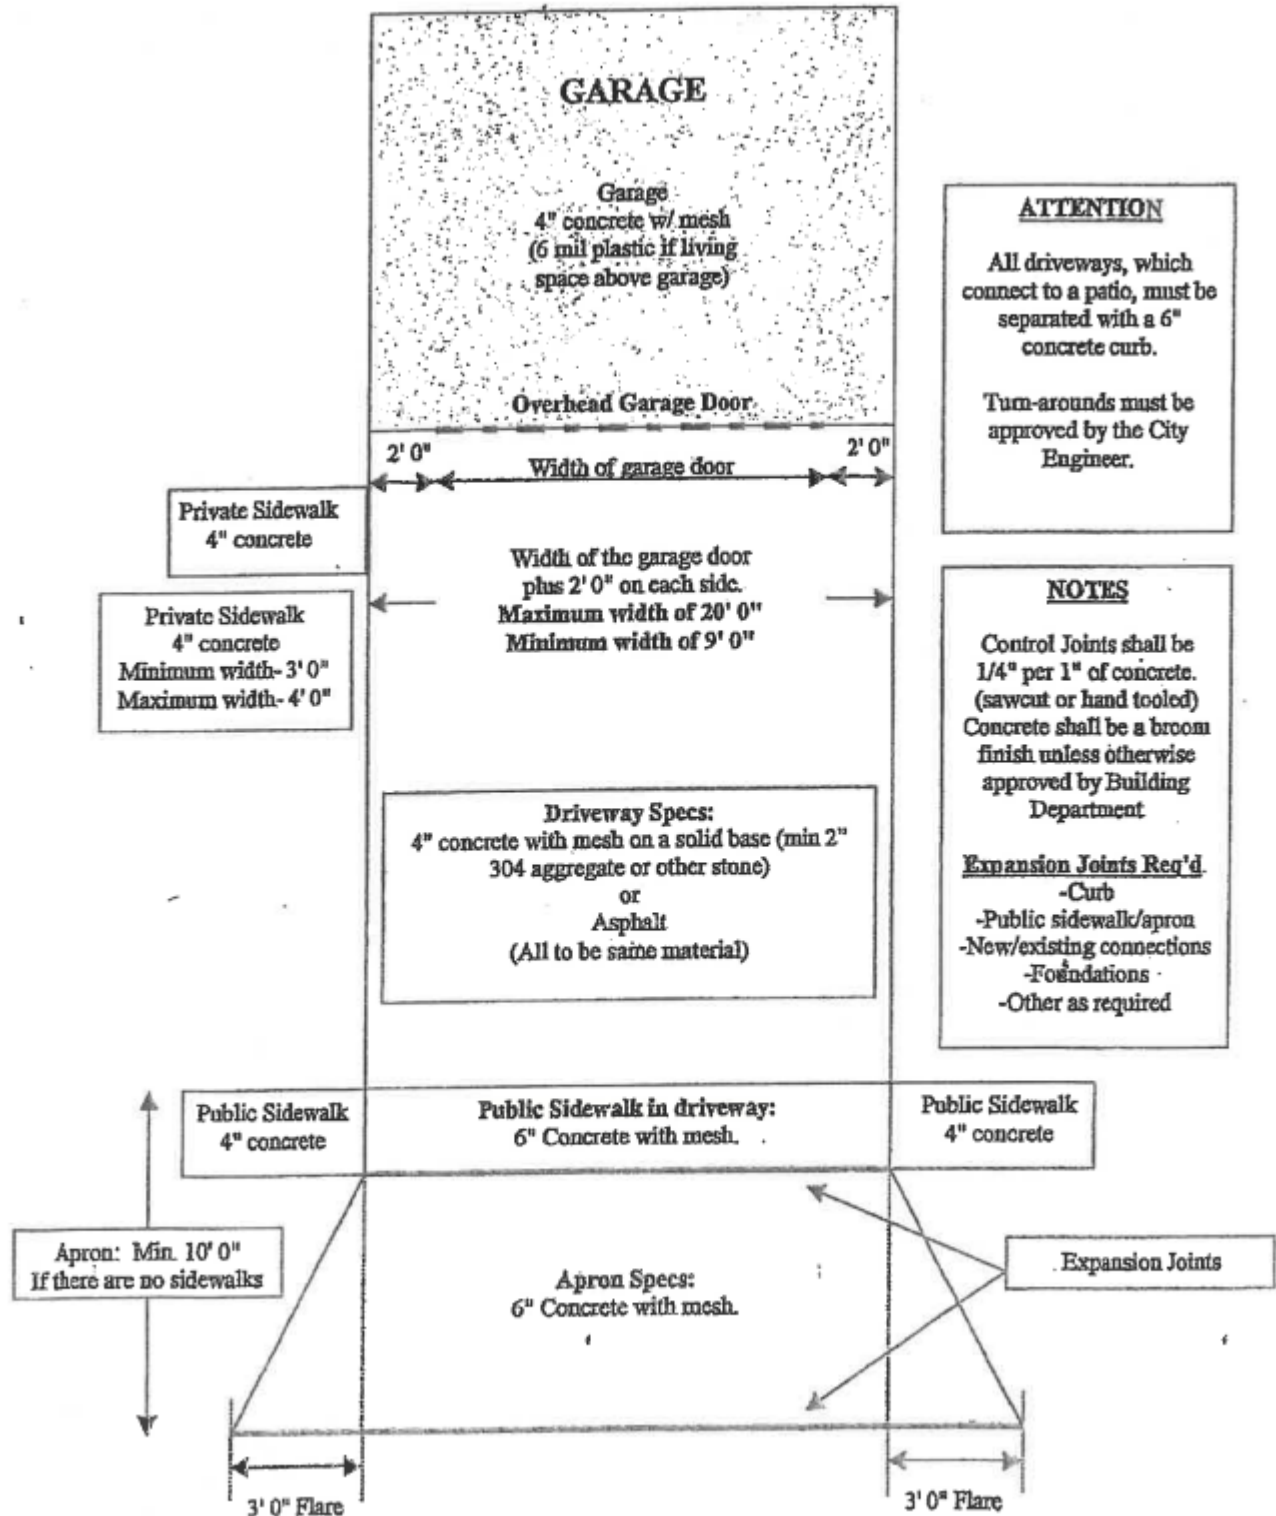 GARAGE
Garage
4" concrete w/ mesh
(6 mil plastic if living
space above garage)
Overhead Garage Door
2' 0"
Width of garage door
2' 0"
ATTENTION
All driveways, which
connect to a patio, must be
separated with a 6"
concrete curb.
Turn-arounds must be
approved by the City
Engineer.
Private Sidewalk
4" concrete
Private Sidewalk
4" concrete
Minimum width- 3' 0"
Maximum width- 4' 0"
Width of the garage door
plus 2' 0" on each side.
Maximum width of 20' 0"
Minimum width of 9' 0"
NOTES
Control Joints shall be
1/4" per 1" of concrete.
(sawcut or hand tooled)
Concrete shall be a broom
finish unless otherwise
approved by Building
Department
Expansion Joints Req'd
-Curb
-Public sidewalk/apron
-New/existing connections
-Foundations
-Other as required
Driveway Specs:
4" concrete with mesh on a solid base (min 2"
304 aggregate or other stone)
or
Asphalt
(All to be same material)
Public Sidewalk
4" concrete
Public Sidewalk in driveway:
6" Concrete with mesh.
Public Sidewalk
4" concrete
Apron: Min. 10' 0"
If there are no sidewalks
Apron Specs:
6" Concrete with mesh.
Expansion Joints
3' 0" Flare
3' 0" Flare